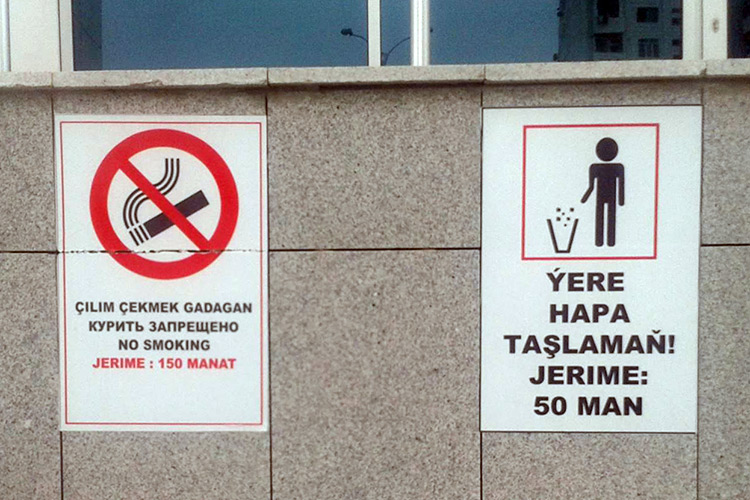 ÇILIM ÇEKMEK GADAGAN
КУРИТЬ ЗАПРЕЩЕНО
NO SMOKING
JERIME : 150 MANAT
ÝERE
HAPA
TAŞLAMAŇ!
JERIME:
50 MAN